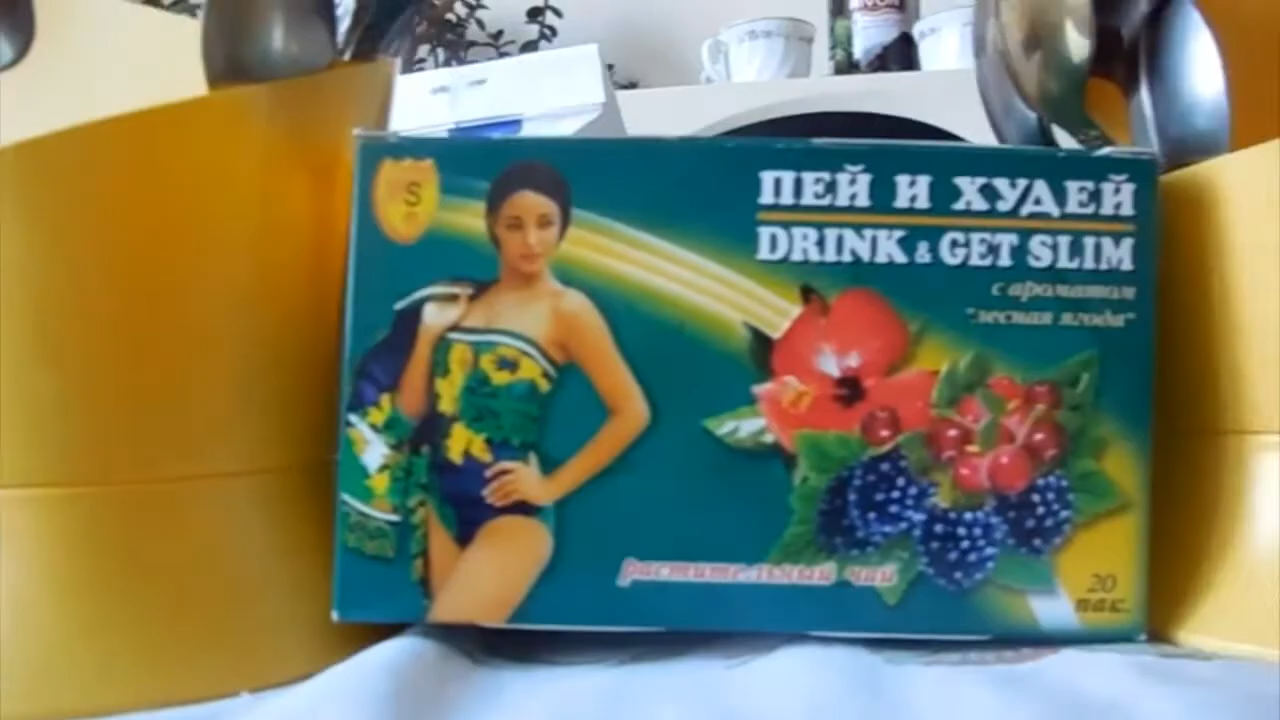 S
ПЕЙ И ХУДЕЙ
DRINK & GET SLIM
с ароматом
"лесная ягода"
растительный чай
20
пак.